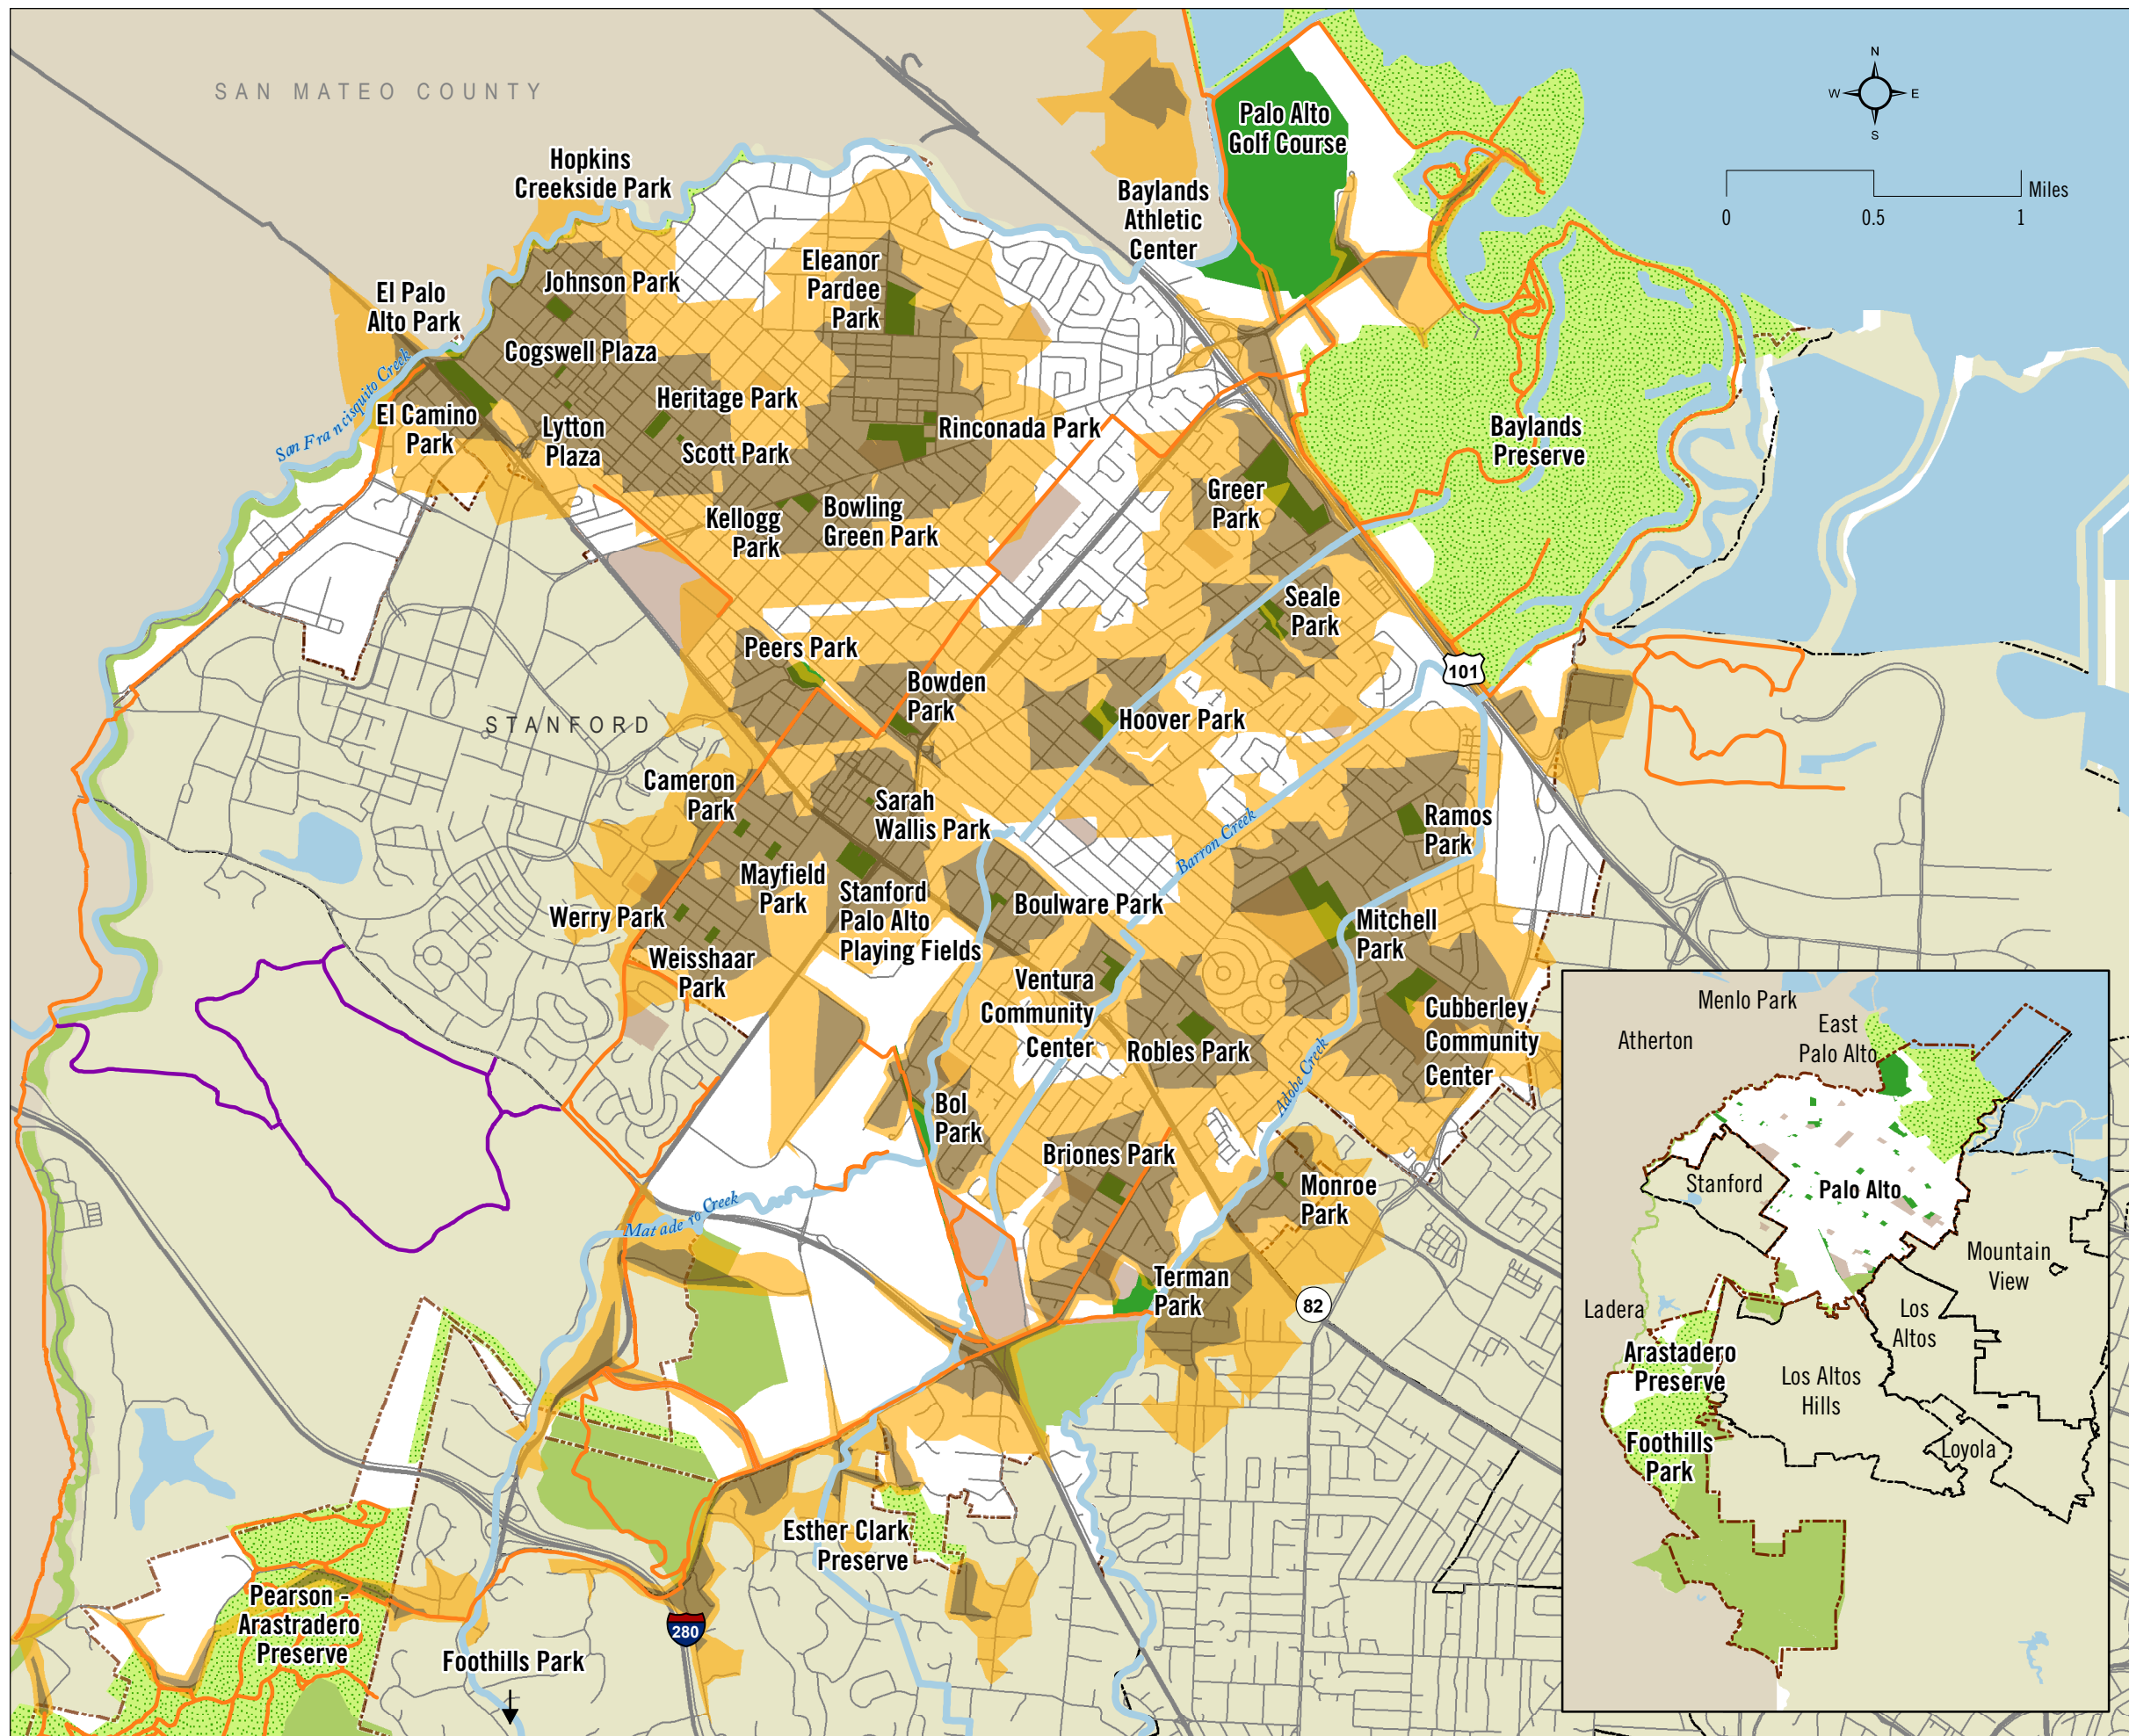 SAN MATEO COUNTY
N
W
E
S
Miles
0
0.5
1
Palo Alto
Golf Course
Hopkins
Creekside Park
Baylands
Athletic
Center
Johnson Park
Eleanor
Pardee
Park
El Palo
Alto Park
Cogswell Plaza
San Francisquito Creek
Heritage Park
El Camino
Park
Lytton
Plaza
Rinconada Park
Scott Park
Baylands
Preserve
Greer
Park
Kellogg
Park
Bowling
Green Park
Seale
Park
Peers Park
101
Bowden
Park
Hoover Park
STANFORD
Cameron
Park
Sarah
Wallis Park
Ramos
Park
Barron Creek
Mayfield
Park
Stanford
Palo Alto
Playing Fields
Boulware Park
Werry Park
Mitchell
Park
Weisshaar
Park
Ventura
Community
Center
Cubberley
Community
Center
Robles Park
Adobe Creek
Bol
Park
Briones Park
Monroe
Park
Matadero Creek
Terman
Park
82
Esther Clark
Preserve
Pearson -
Arastradero
Preserve
280
Foothills Park
Menlo Park
Atherton
East
Palo Alto
Stanford
Palo Alto
Mountain
View
Ladera
Los
Altos
Arastadero
Preserve
Los Altos
Hills
Foothills
Park
Loyola